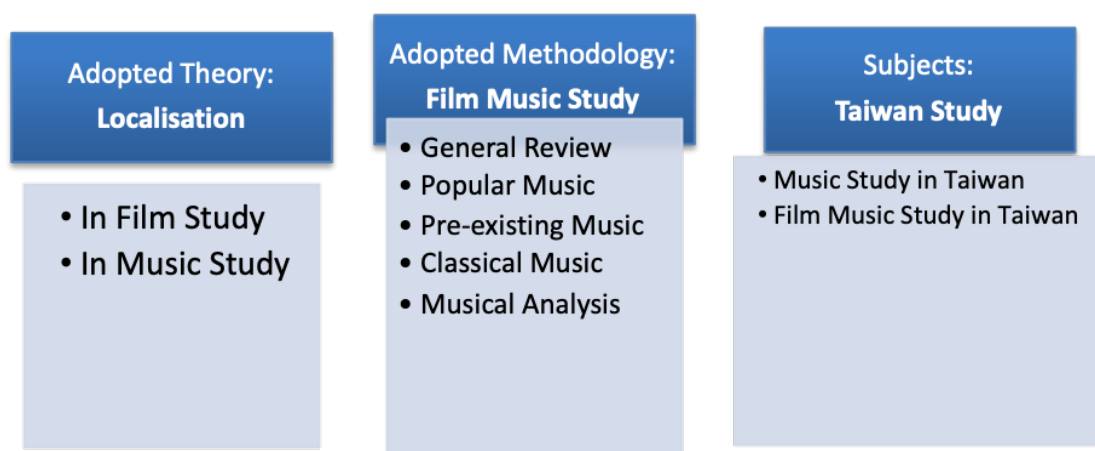 Adopted Theory:
Localisation
• In Film Study
• In Music Study
Adopted Methodology:
Film Music Study
• General Review
• Popular Music
• Pre-existing Music
• Classical Music
• Musical Analysis
Subjects:
Taiwan Study
• Music Study in Taiwan
• Film Music Study in Taiwan